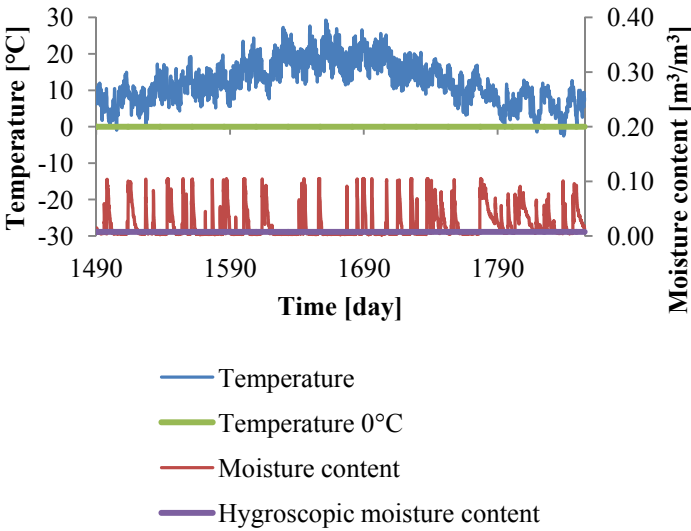 Temperature [°C]
30
20
10
0
-10
-20
-30
0.40
0.30
0.20
0.10
0.00
Moisture content [m³/m³]
1490 1590 1690 1790
Time [day]
Temperature
Temperature 0°C
Moisture content
Hygroscopic moisture content